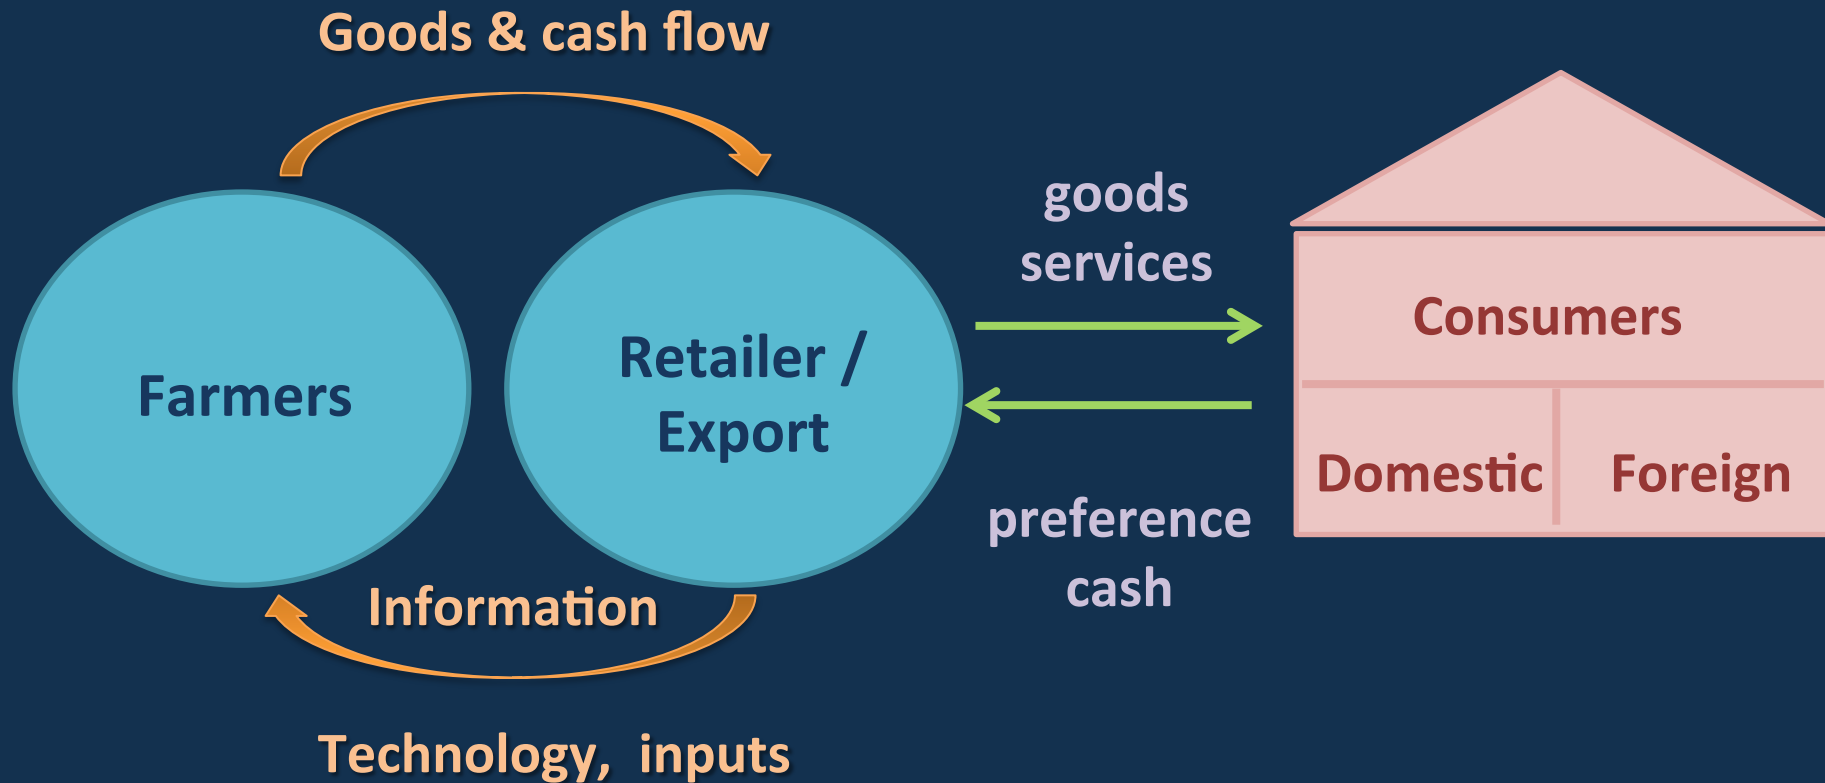 Goods & cash flow
goods
services
Farmers
Retailer /
Export
Consumers
Domestic
Foreign
preference
cash
Information
Technology, inputs